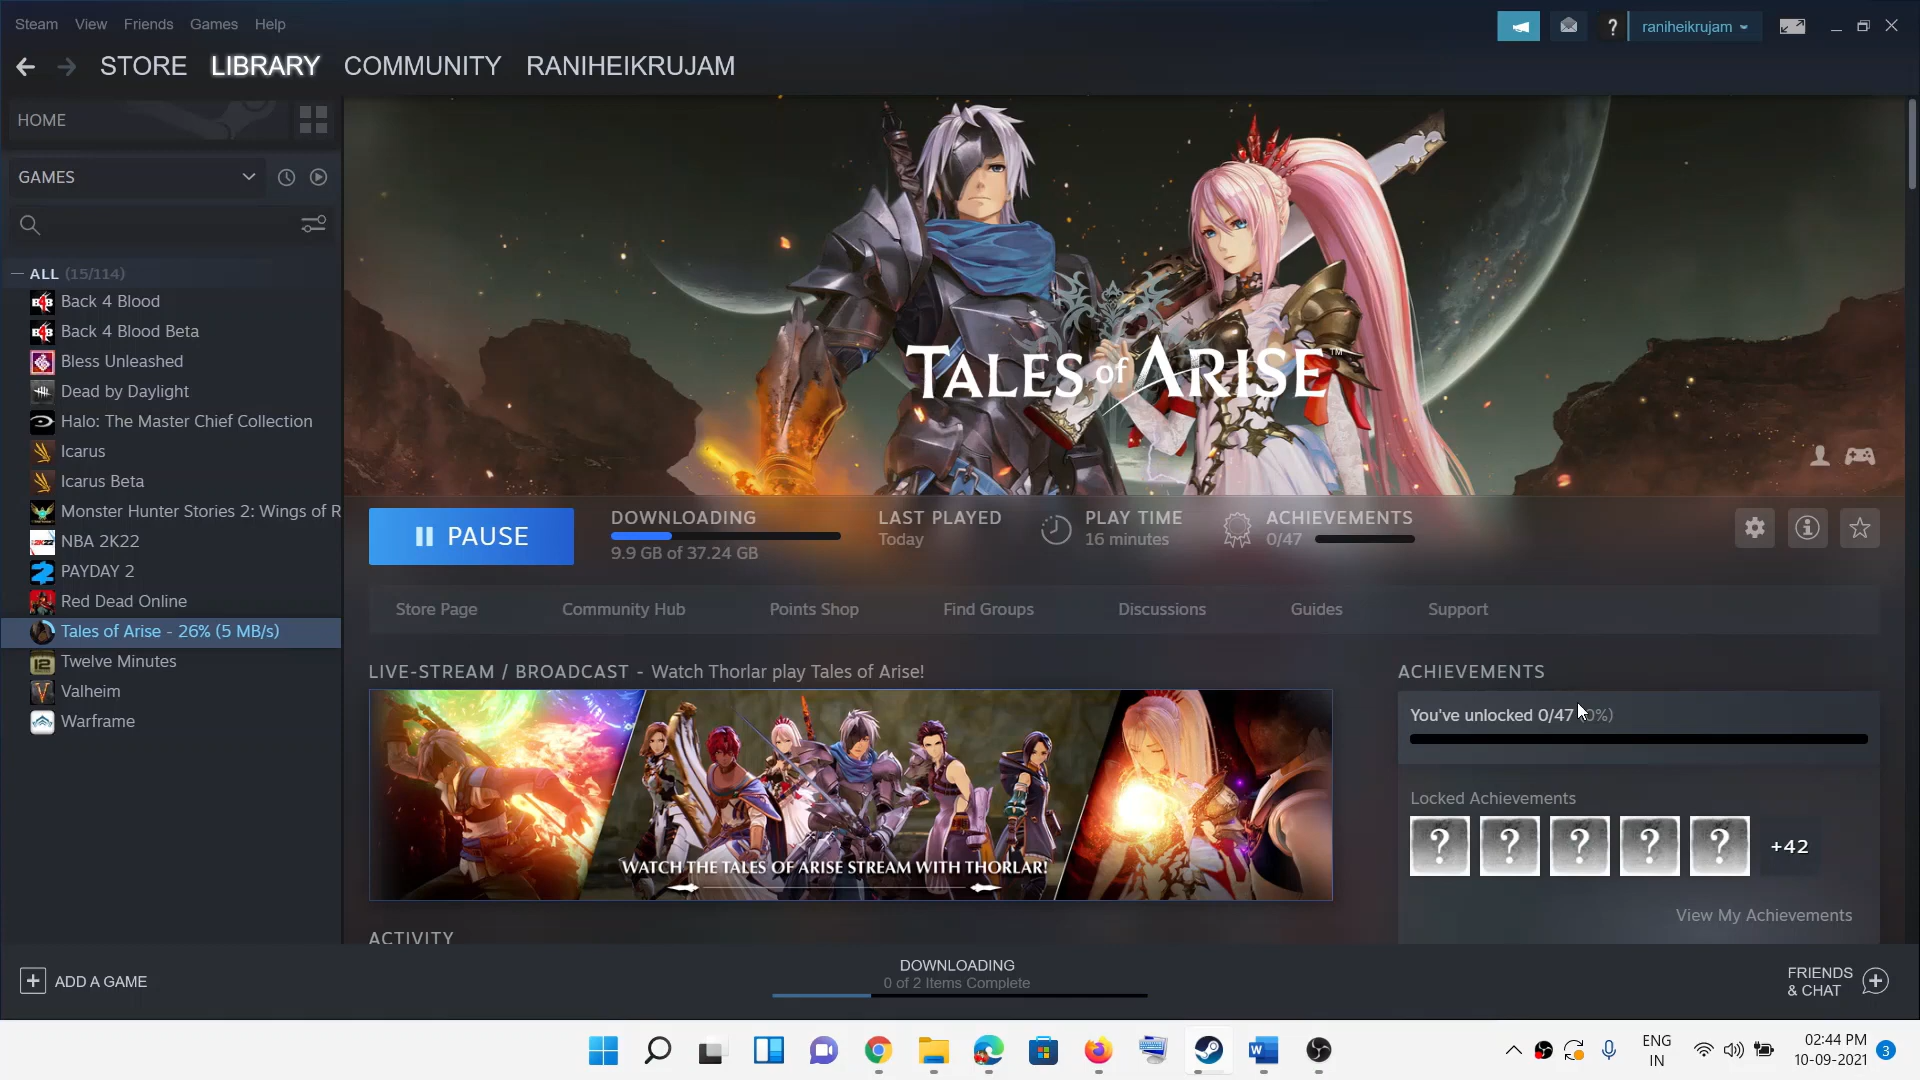 Steam View Friends Games Help
raniheikrujam
STORE LIBRARY COMMUNITY RANIHEIKRUJAM
HOME
GAMES
ALL (15/114)
Back 4 Blood
Back 4 Blood Beta
Bless Unleashed
Dead by Daylight
Halo: The Master Chief Collection
Icarus
Icarus Beta
Monster Hunter Stories 2: Wings of R
NBA 2K22
PAYDAY 2
Red Dead Online
Tales of Arise - 26% (5 MB/s)
Twelve Minutes
Valheim
Warframe
TALES of ARISE™
PAUSE
DOWNLOADING
9.9 GB of 37.24 GB
LAST PLAYED
Today
PLAY TIME
16 minutes
ACHIEVEMENTS
0/47
Store Page Community Hub Points Shop Find Groups Discussions Guides Support
LIVE-STREAM / BROADCAST - Watch Thorlar play Tales of Arise!
WATCH THE TALES OF ARISE STREAM WITH THORLAR!
ACTIVITY
ACHIEVEMENTS
You've unlocked 0/47 0%)
Locked Achievements
? ? ? ? ? +42
View My Achievements
ADD A GAME
DOWNLOADING
0 of 2 Items Complete
FRIENDS
& CHAT
ENG
IN
02:44 PM
10-09-2021
3